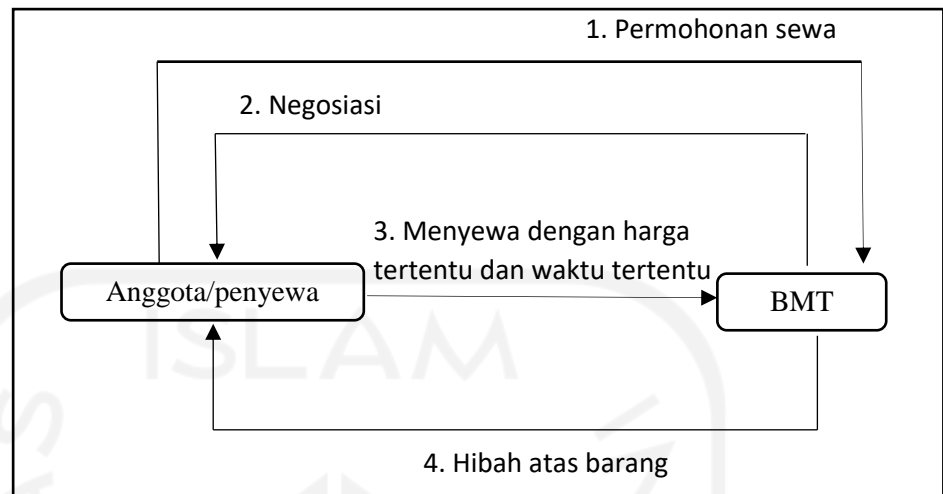 1. Permohonan sewa
2. Negosiasi
3. Menyewa dengan harga
tertentu dan waktu tertentu
Anggota/penyewa
BMT
ISLAM
4. Hibah atas barang